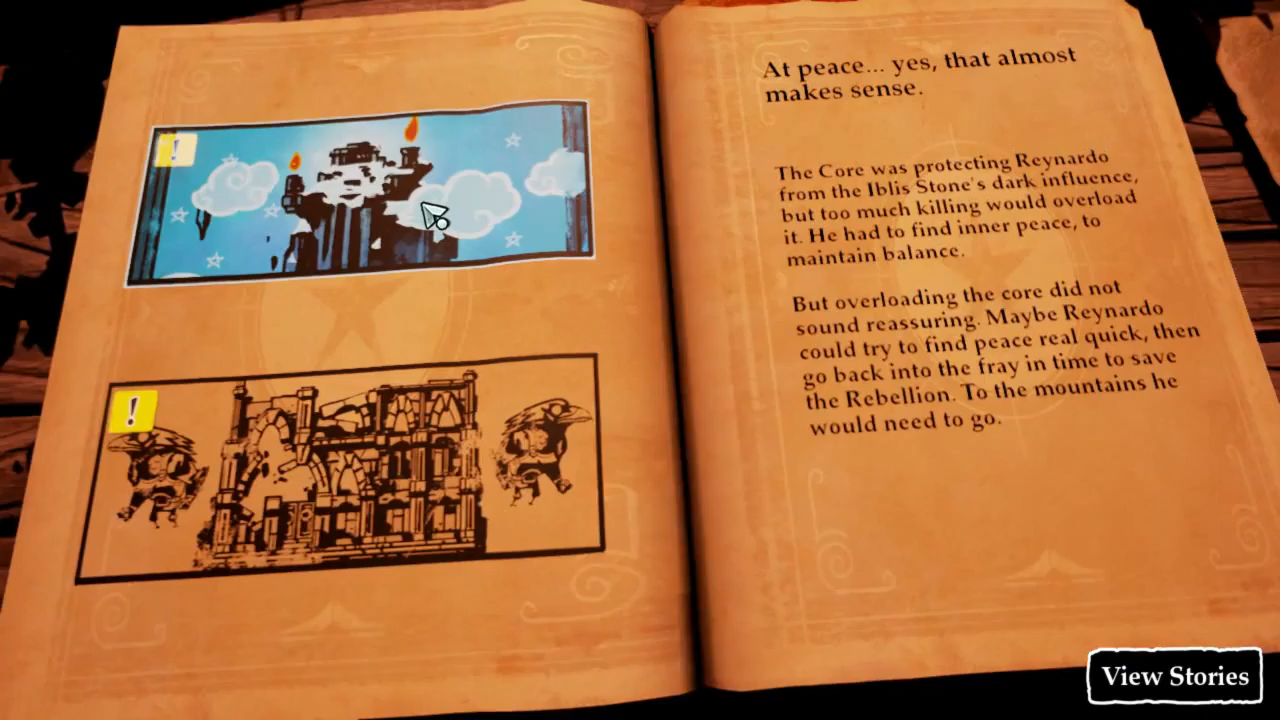 !
!
At peace... yes, that almost
makes sense.
The Core was protecting Reynardo
from the Iblis Stone's dark influence,
but too much killing would overload
it. He had to find inner peace, to
maintain balance.
But overloading the core did not
sound reassuring. Maybe Reynardo
could try to find peace real quick, then
go back into the fray in time to save
the Rebellion. To the mountains he
would need to go.
View Stories